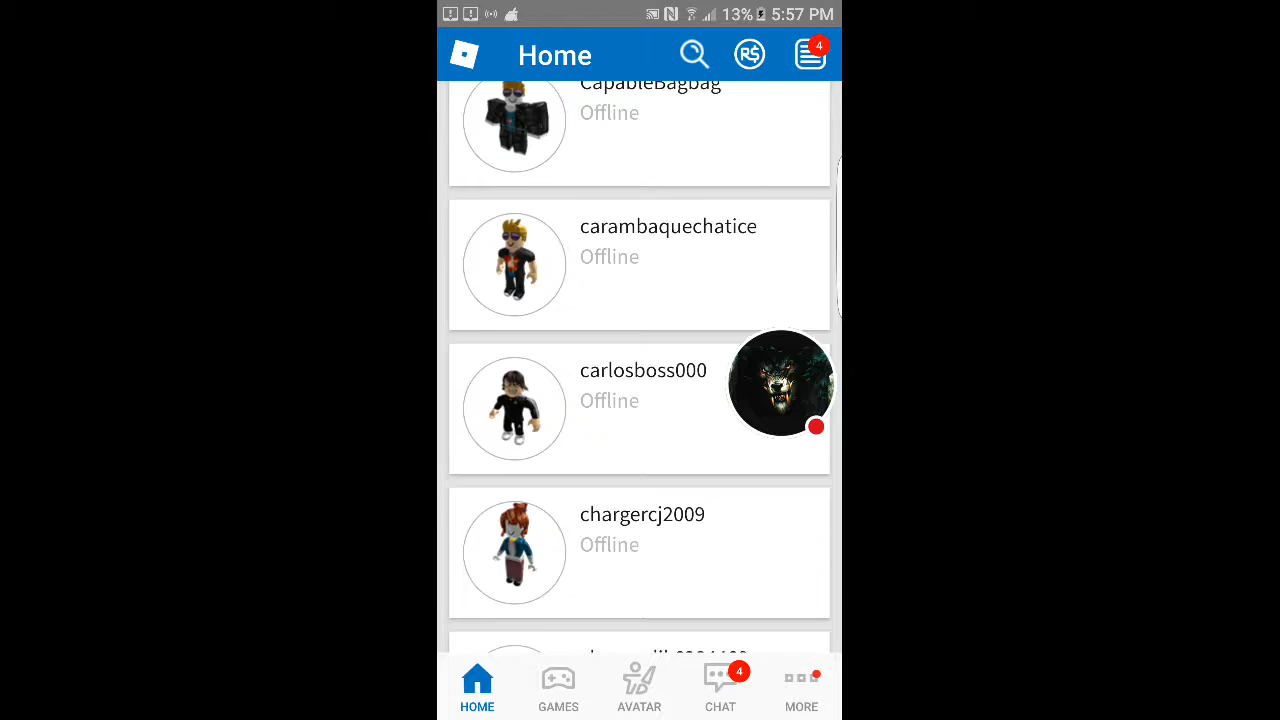 13% 5:57 PM
Home
R$
4
CapableBagbag
Offline
carambaquechatice
Offline
carlosboss000
Offline
chargercj2009
Offline
4
HOME GAMES AVATAR CHAT MORE